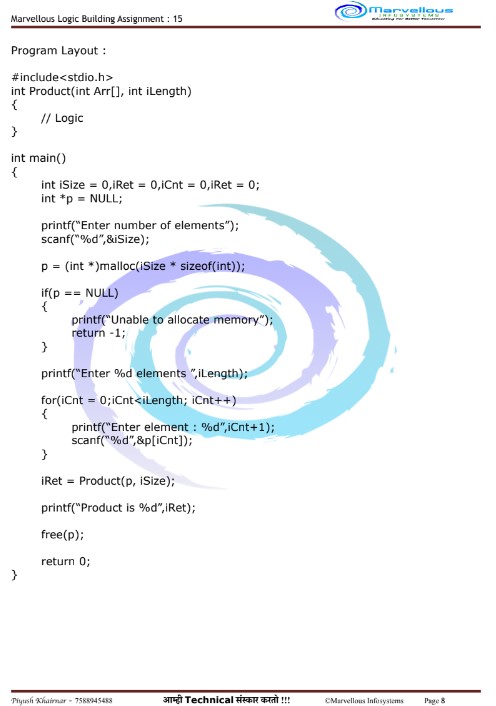 Marvellous Logic Building Assignment : 15
Marvellous
INFOSYSTEMS
Educating for Better Tomorrow
Program Layout :
#include<stdio.h>
int Product(int Arr[], int iLength)
{
// Logic
}
int main()
{
int iSize = 0,iRet = 0,iCnt = 0,iRet = 0;
int *p = NULL;
printf(“Enter number of elements”);
scanf(“%d”,&iSize);
p = (int *)malloc(iSize * sizeof(int));
if(p == NULL)
{
printf(“Unable to allocate memory”);
return -1;
}
printf(“Enter %d elements ”,iLength);
for(iCnt = 0;iCnt<iLength; iCnt++)
{
printf(“Enter element : %d”,iCnt+1);
scanf(“%d”,&p[iCnt]);
}
iRet = Product(p, iSize);
printf(“Product is %d”,iRet);
free(p);
return 0;
}
Piyush Khairnar - 7588945488 आम्ही Technical संस्कार करतो !!! ©Marvellous Infosystems Page 8